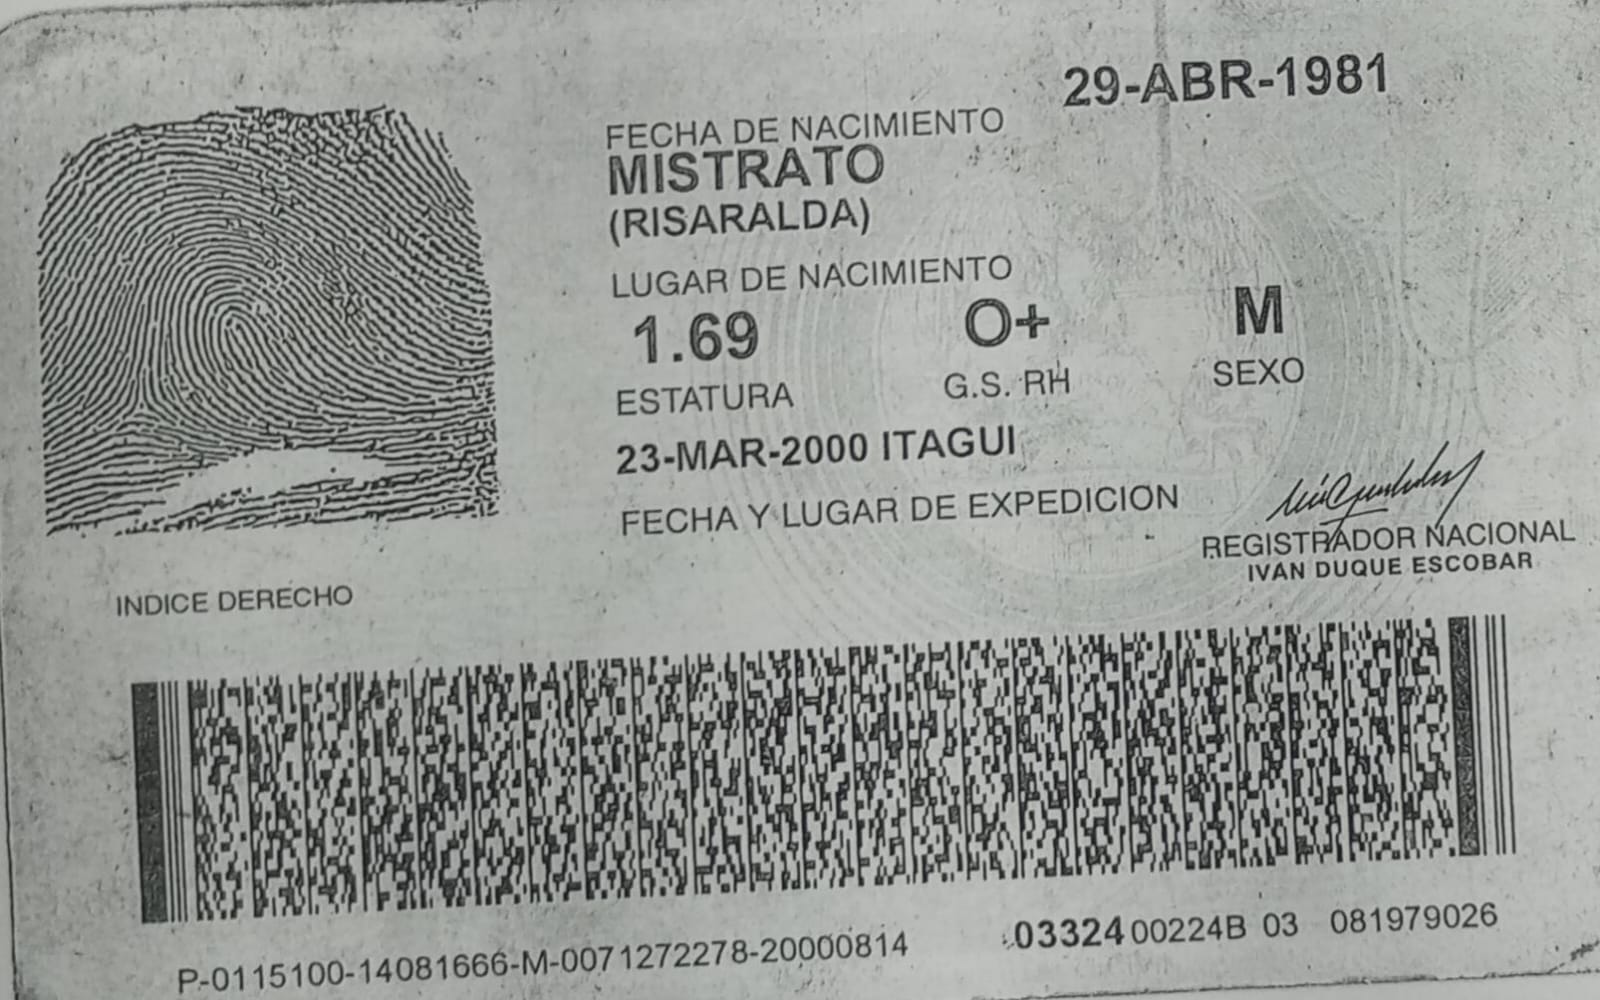 29-ABR-1981
FECHA DE NACIMIENTO
MISTRATO
(RISARALDA)
LUGAR DE NACIMIENTO
1.69 O+ M
ESTATURA G.S. RH SEXO
23-MAR-2000 ITAGUI
FECHA Y LUGAR DE EXPEDICION
REGISTRADOR NACIONAL
IVAN DUQUE ESCOBAR
INDICE DERECHO
P-0115100-14081666-M-0071272278-20000814 03324 00224B 03 081979026